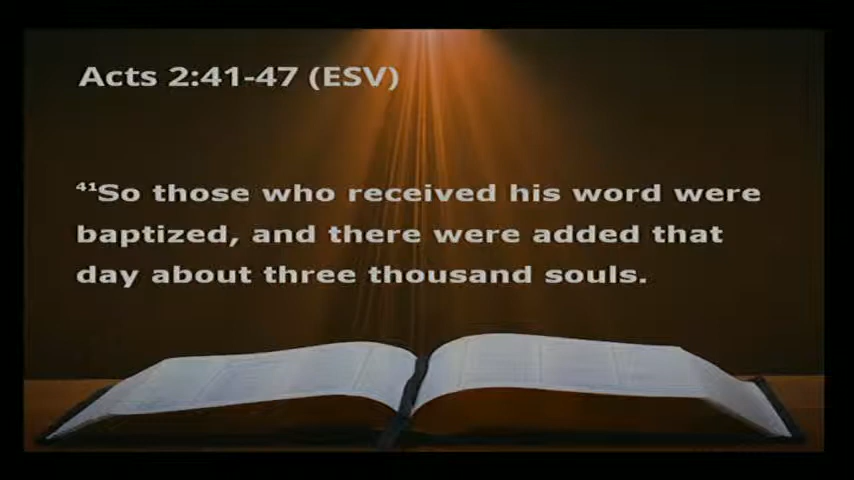 Acts 2:41-47 (ESV)
⁴¹So those who received his word were
baptized, and there were added that
day about three thousand souls.